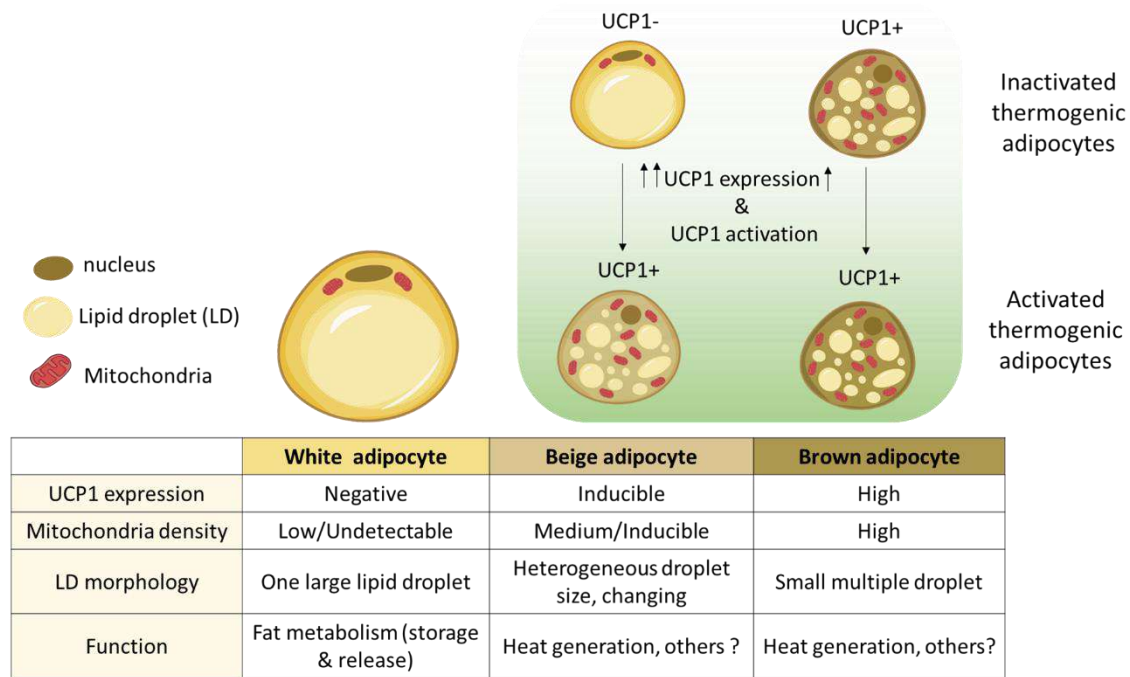 UCP1-
UCP1+
Inactivated
thermogenic
adipocytes
↑↑UCP1 expression↑
&
UCP1 activation
UCP1+
UCP1+
Activated
thermogenic
adipocytes
nucleus
Lipid droplet (LD)
Mitochondria
White adipocyte
Beige adipocyte
Brown adipocyte
UCP1 expression
Negative
Inducible
High
Mitochondria density
Low/Undetectable
Medium/Inducible
High
LD morphology
One large lipid droplet
Heterogeneous droplet
size, changing
Small multiple droplet
Function
Fat metabolism (storage
& release)
Heat generation, others ?
Heat generation, others?